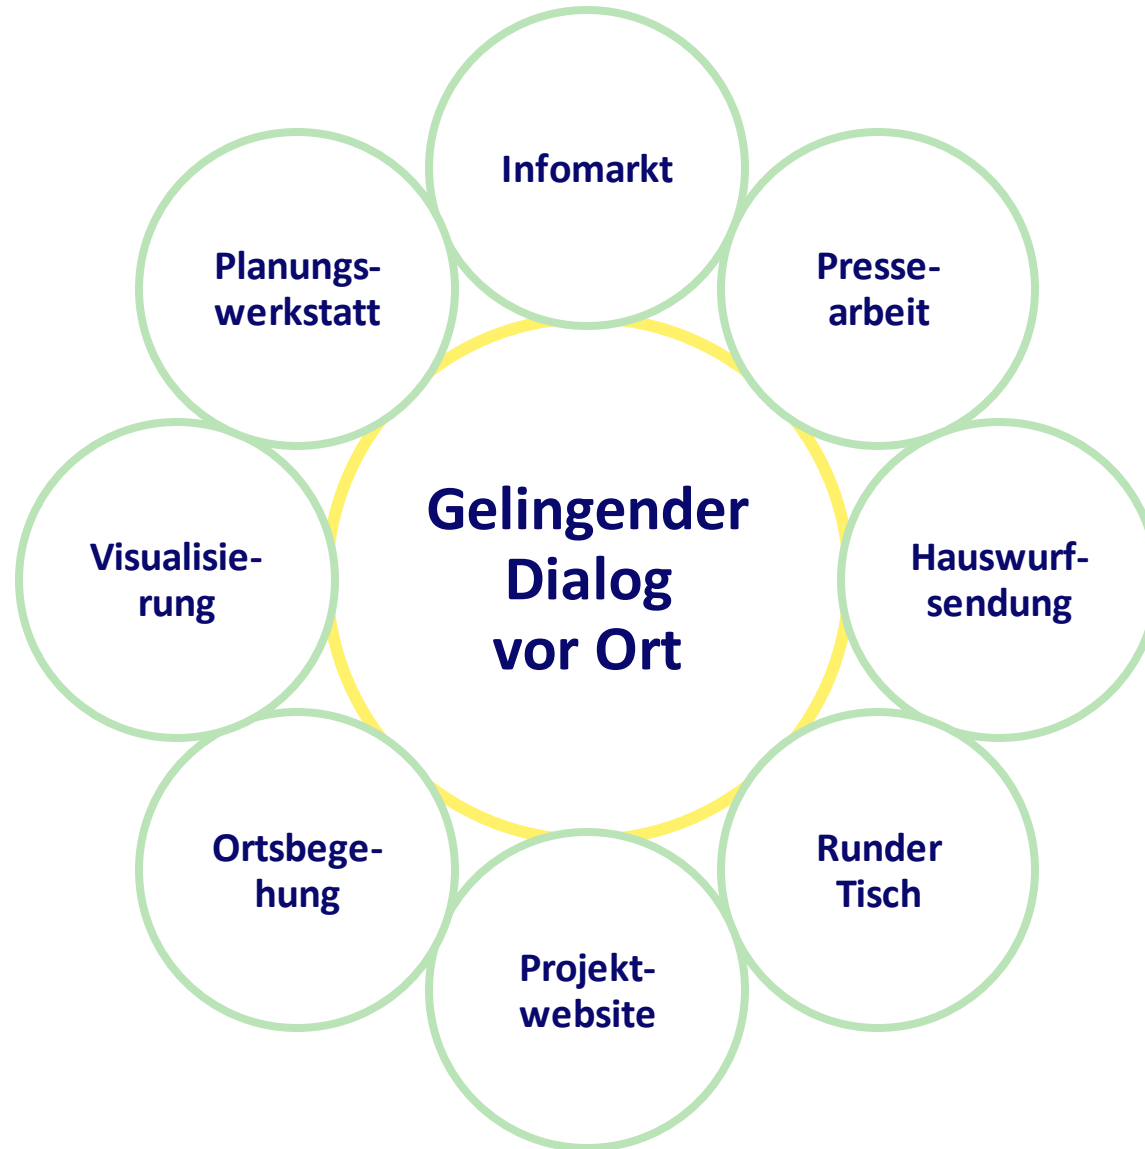 Infomarkt
Presse-
arbeit
Hauswurf-
sendung
Runder
Tisch
Projekt-
website
Ortsbege-
hung
Visualisie-
rung
Planungs-
werkstatt
Gelingender
Dialog
vor Ort